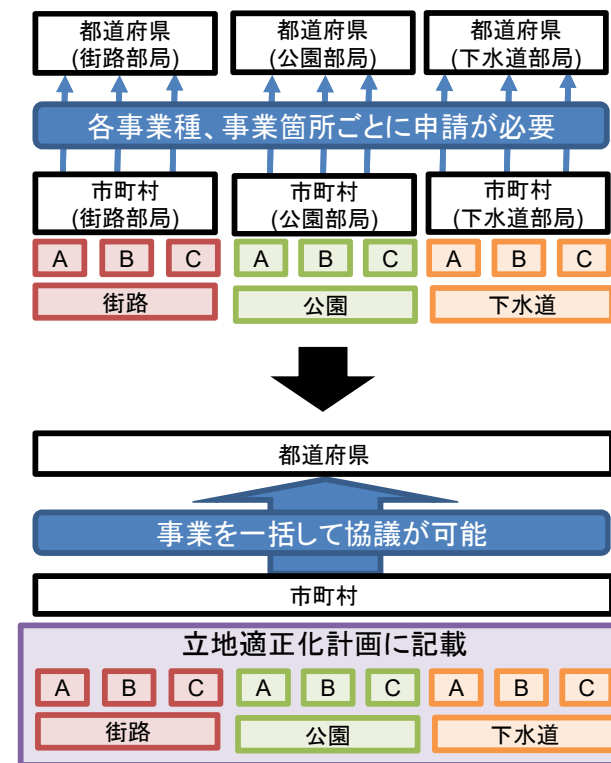 都道府県
(街路部局)
都道府県
(公園部局)
都道府県
(下水道部局)
各事業種、事業箇所ごとに申請が必要
市町村
(街路部局)
市町村
(公園部局)
市町村
(下水道部局)
A B C A B C A B C
街路 公園 下水道
都道府県
事業を一括して協議が可能
市町村
立地適正化計画に記載
A B C A B C A B C
街路 公園 下水道